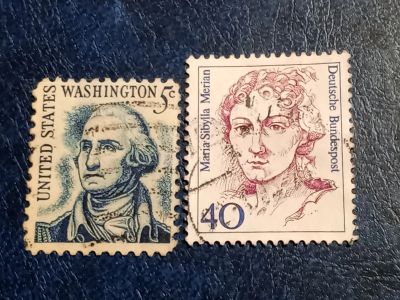 WASHINGTON 5c
UNITED STATES
Maria Sibylla Merian
Deutsche Bundespost
40